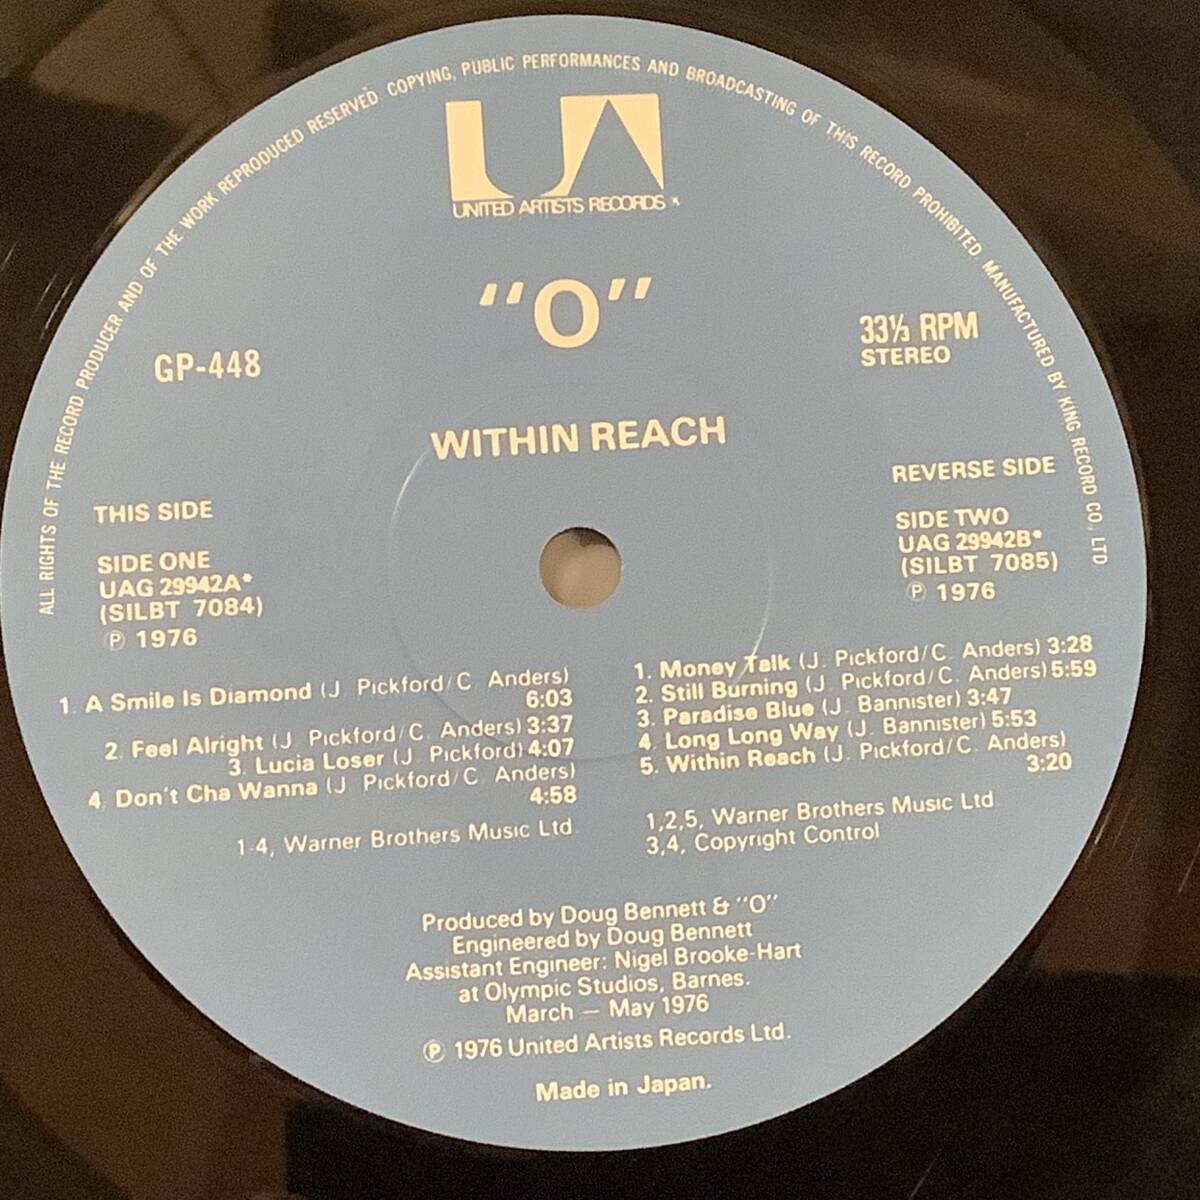 ALL RIGHTS OF THE RECORD PRODUCER AND OF THE WORK REPRODUCED RESERVED. COPYING, PUBLIC PERFORMANCES AND BROADCASTING OF THIS RECORD PROHIBITED. MANUFACTURED BY KING RECORD CO., LTD
UA
UNITED ARTISTS RECORDS
"O"
GP-448
33⅓ RPM
STEREO
WITHIN REACH
THIS SIDE
SIDE ONE
UAG 29942A*
(SILBT 7084)
Ⓟ 1976
REVERSE SIDE
SIDE TWO
UAG 29942B*
(SILBT 7085)
Ⓟ 1976
1. A Smile Is Diamond (J Pickford/C Anders)
6:03
2. Feel Alright (J. Pickford/C. Anders) 3:37
3. Lucia Loser (J Pickford) 4:07
4. Don't Cha Wanna (J Pickford/C Anders)
4:58
1-4, Warner Brothers Music Ltd
1. Money Talk (J. Pickford/C. Anders) 3:28
2. Still Burning (J. Pickford/C. Anders) 5:59
3. Paradise Blue (J. Bannister) 3:47
4. Long Long Way (J. Bannister) 5:53
5. Within Reach (J. Pickford/C. Anders)
3:20
1,2,5, Warner Brothers Music Ltd
3,4, Copyright Control
Produced by Doug Bennett & "O"
Engineered by Doug Bennett
Assistant Engineer: Nigel Brooke-Hart
at Olympic Studios, Barnes.
March – May 1976
Ⓟ 1976 United Artists Records Ltd.
Made in Japan.